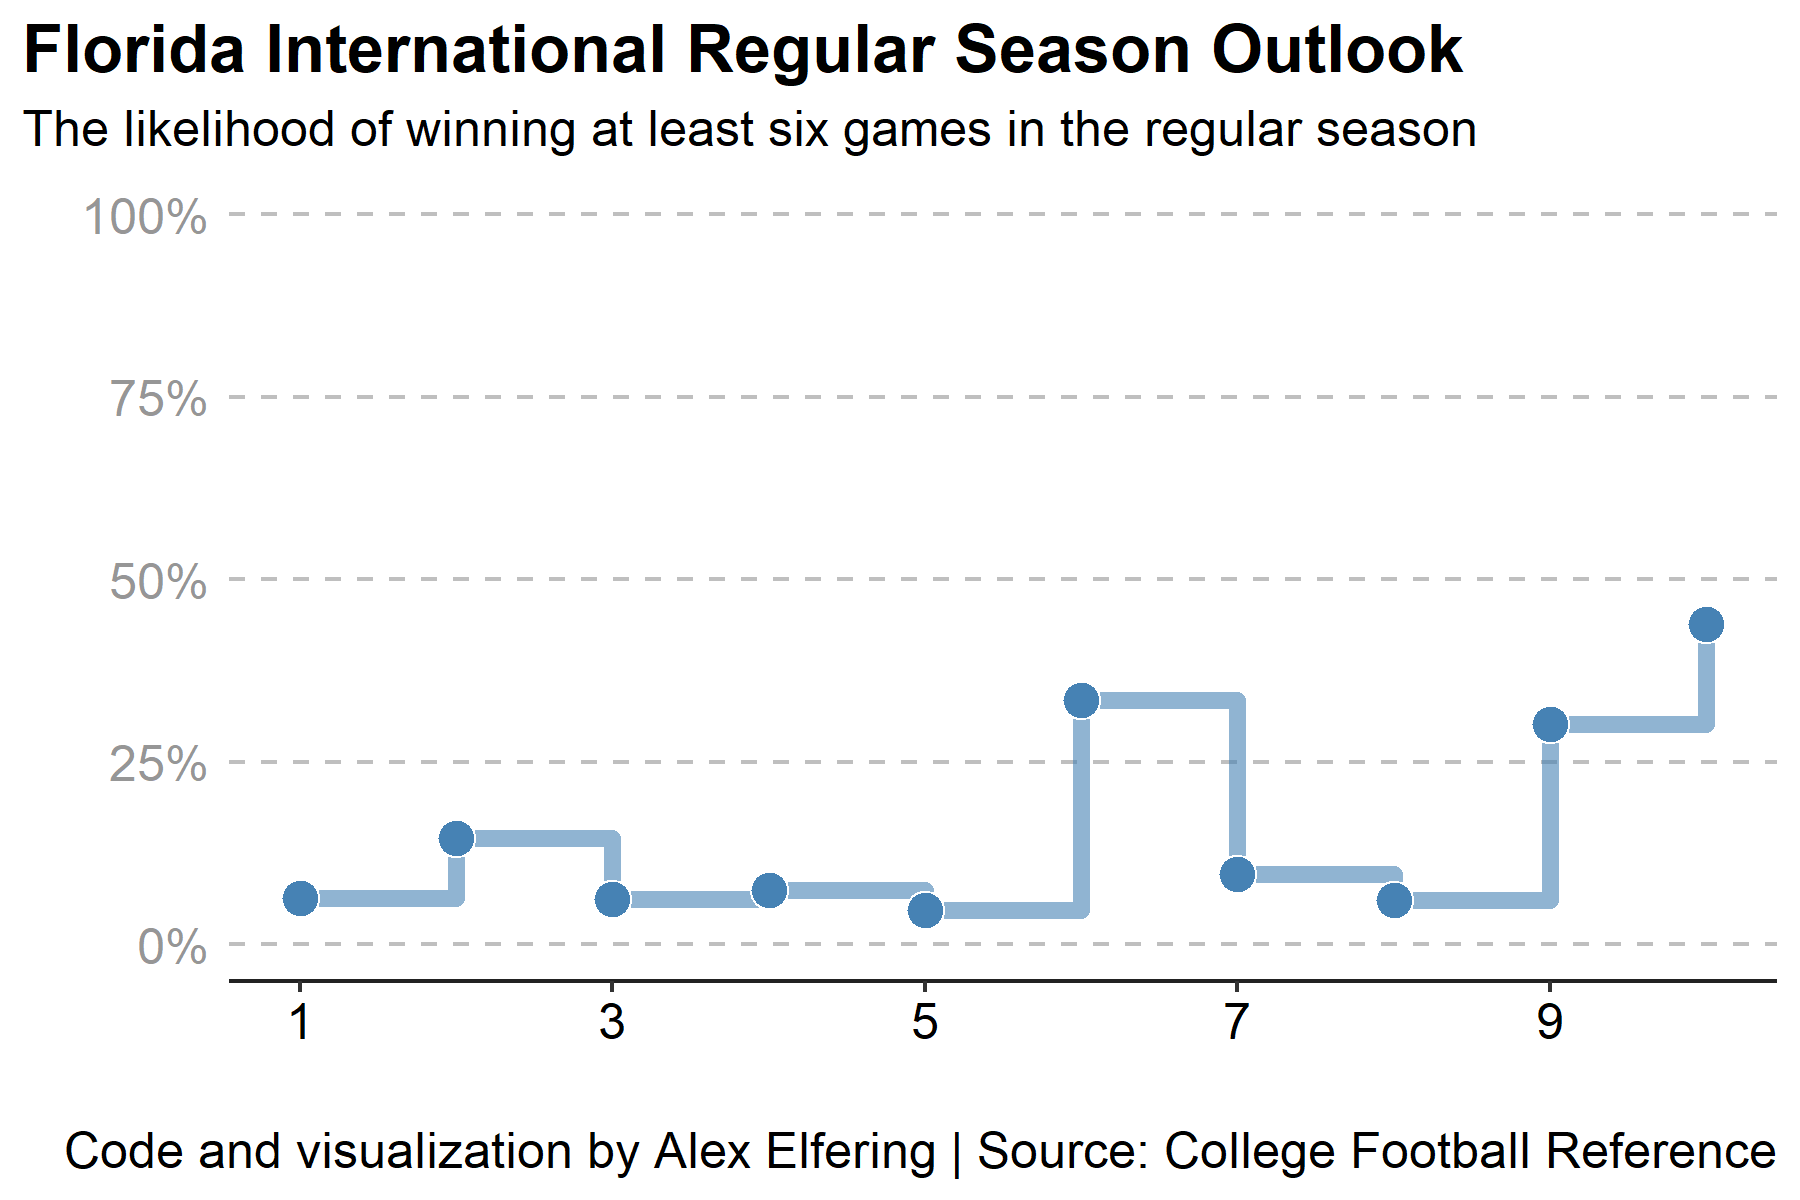 Florida International Regular Season Outlook
The likelihood of winning at least six games in the regular season
100%
75%
50%
25%
0%
1 3 5 7 9
Code and visualization by Alex Elfering | Source: College Football Reference